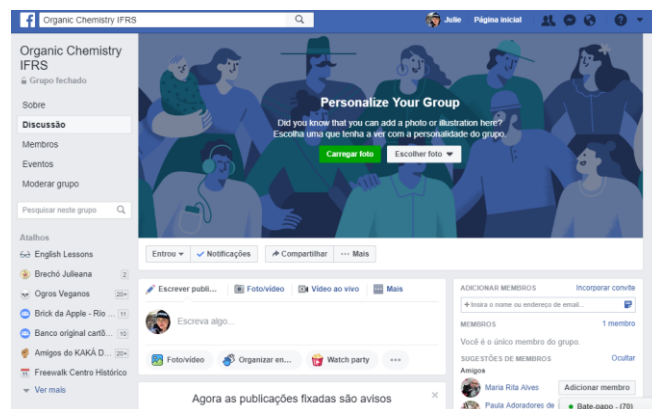 Organic Chemistry IFRS
Julie Página inicial
Organic Chemistry
IFRS
Grupo fechado
Sobre
Discussão
Membros
Eventos
Moderar grupo
Pesquisar neste grupo
Atalhos
English Lessons
Brechó Julieana 2
Ogros Veganos 20+
Brick da Apple - Rio ... 11
Banco original cartõ... 10
Amigos do KAKÁ D... 20+
Freewalk Centro Histórico
Ver mais
Personalize Your Group
Did you know that you can add a photo or illustration here?
Escolha uma que tenha a ver com a personalidade do grupo.
Carregar foto Escolher foto
Entrou Notificações Compartilhar Mais
Escrever publi... Foto/vídeo Vídeo ao vivo Mais
Escreva algo...
Foto/vídeo Organizar en... Watch party
Agora as publicações fixadas são avisos
ADICIONAR MEMBROS Incorporar convite
+ Insira o nome ou endereço de email...
MEMBROS 1 membro
Você é o único membro do grupo.
SUGESTÕES DE MEMBROS Ocultar
Amigos
Maria Rita Alves Adicionar membro
Paula Adoradores de
Bate-papo - (70)